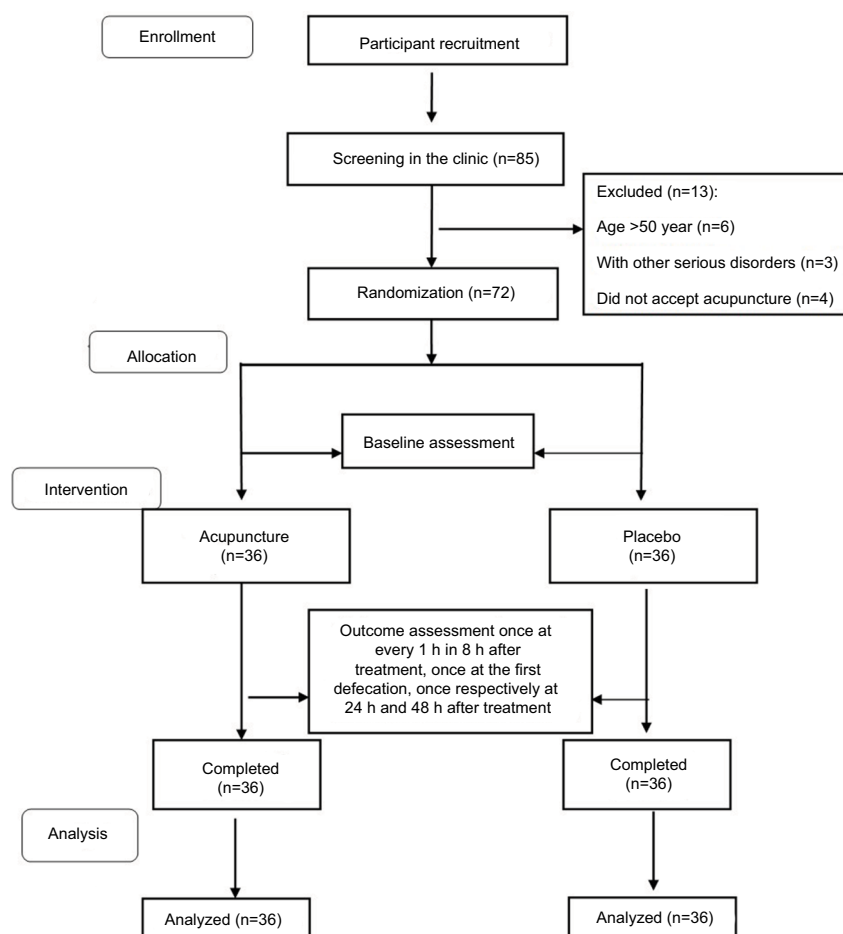 Enrollment
Participant recruitment
Screening in the clinic (n=85)
Excluded (n=13):
Age >50 year (n=6)
With other serious disorders (n=3)
Did not accept acupuncture (n=4)
Randomization (n=72)
Allocation
Baseline assessment
Intervention
Acupuncture
(n=36)
Placebo
(n=36)
Outcome assessment once at
every 1 h in 8 h after
treatment, once at the first
defecation, once respectively at
24 h and 48 h after treatment
Completed
(n=36)
Completed
(n=36)
Analysis
Analyzed (n=36)
Analyzed (n=36)